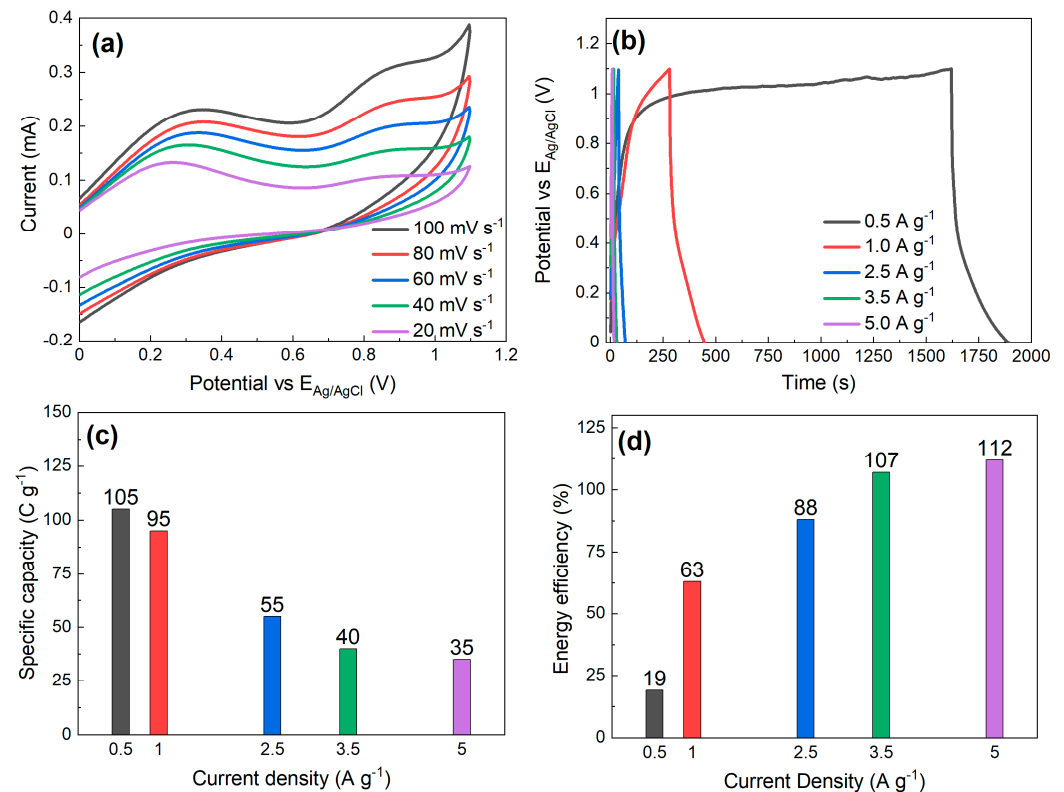 (a)
0.4
0.3
0.2
0.1
0
-0.1
-0.2
Current (mA)
0
0.2
0.4
0.6
0.8
1
1.2
Potential vs E_Ag/AgCl (V)
100 mV s⁻¹
80 mV s⁻¹
60 mV s⁻¹
40 mV s⁻¹
20 mV s⁻¹
(b)
1.2
1
0.8
0.6
0.4
0.2
0
Potential vs E_Ag/AgCl (V)
0
250
500
750
1000
1250
1500
1750
2000
Time (s)
0.5 A g⁻¹
1.0 A g⁻¹
2.5 A g⁻¹
3.5 A g⁻¹
5.0 A g⁻¹
(c)
150
125
100
75
50
25
0
Specific capacity (C g⁻¹)
105
95
55
40
35
0.5
1
2.5
3.5
5
Current density (A g⁻¹)
(d)
125
100
75
50
25
0
Energy efficiency (%)
19
63
88
107
112
0.5
1
2.5
3.5
5
Current Density (A g⁻¹)